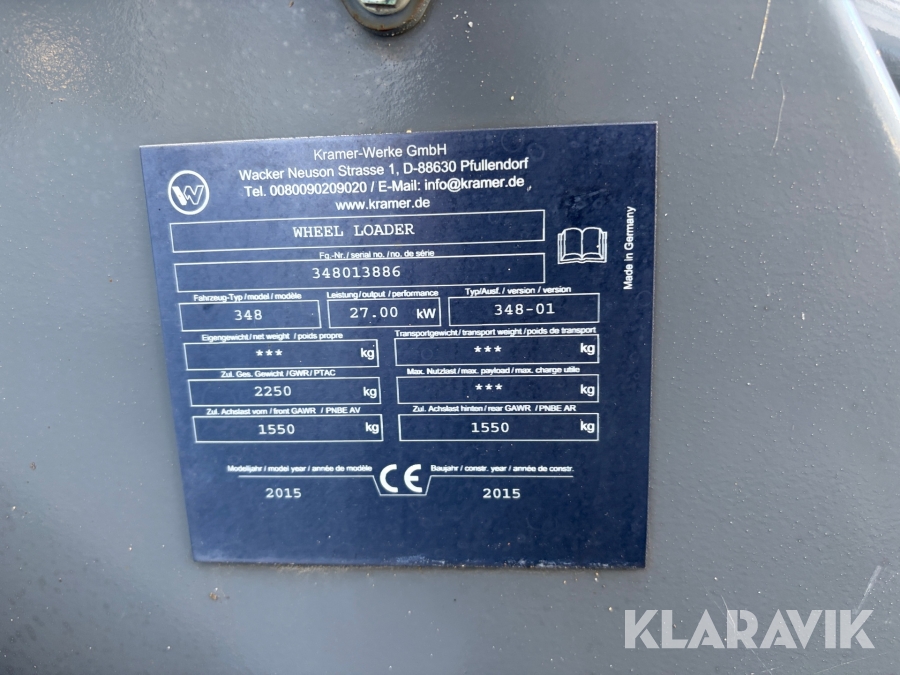 Kramer-Werke GmbH
Wacker Neuson Strasse 1, D-88630 Pfullendorf
Tel. 0080090209020 / E-Mail: info@kramer.de
www.kramer.de
WHEEL LOADER
Fg.-Nr./ serial no./ no. de série
348013886
Fahrzeug-Typ / model / modèle Leistung / output / performance Typ/Ausf. / version / version
348 27.00 kW 348-01
Eigengewicht / net weight / poids propre Transportgewicht / transport weight / poids de transport
*** kg *** kg
Zul. Ges. Gewicht / GWR / PTAC Max. Nutzlast / max. payload / max. charge utile
2250 kg *** kg
Zul. Achslast vorn / front GAWR / PNBE AV Zul. Achslast hinten / rear GAWR / PNBE AR
1550 kg 1550 kg
Modelljahr / model year / année de modèle CE Baujahr / constr. year / année de constr.
2015 2015
Made in Germany
KLARAVIK